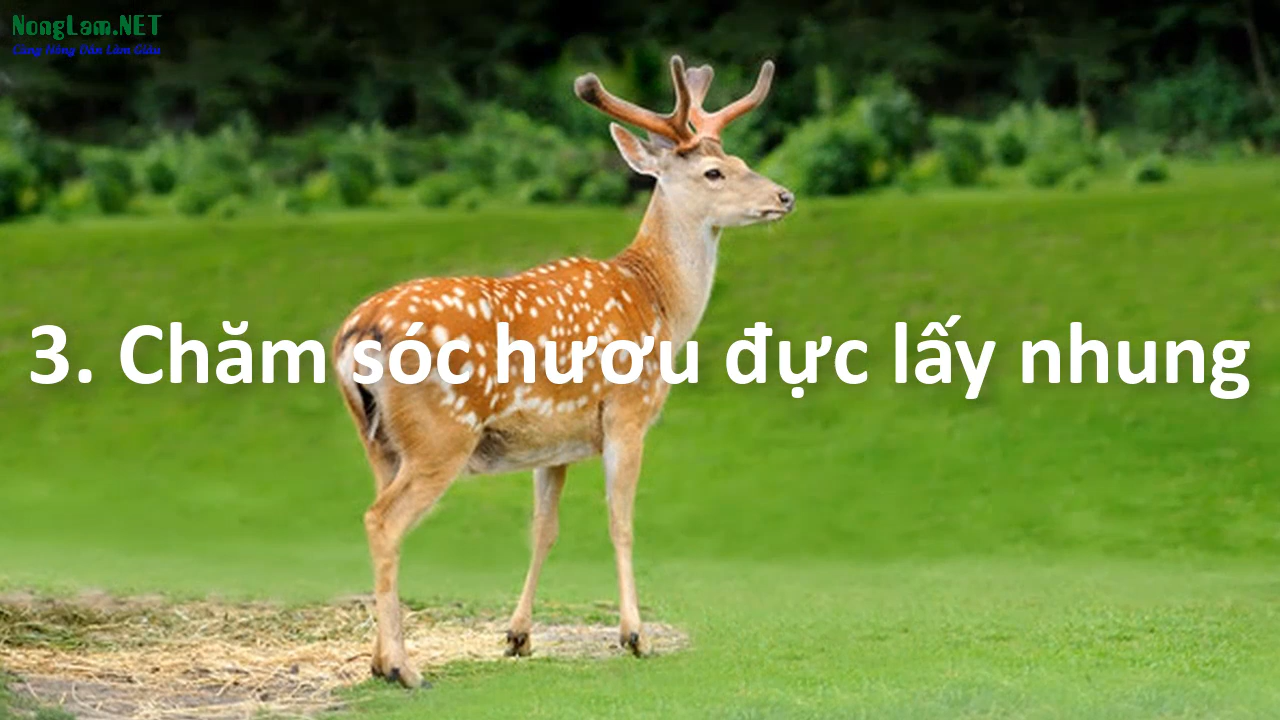 NongLam.NET
Cùng Nông Dân Làm Giàu
3. Chăm sóc hươu đực lấy nhung